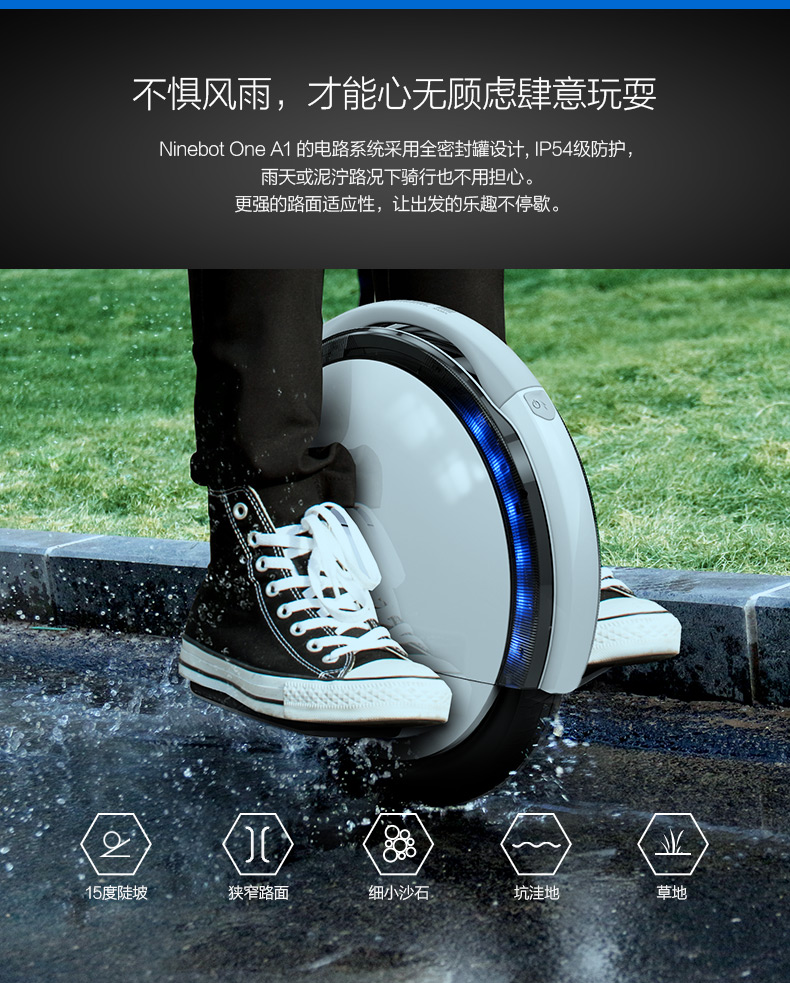 不惧风雨，才能心无顾虑肆意玩耍
Ninebot One A1 的电路系统采用全密封罐设计, IP54级防护，
雨天或泥泞路况下骑行也不用担心。
更强的路面适应性，让出发的乐趣不停歇。
15度陡坡
狭窄路面
细小沙石
坑洼地
草地